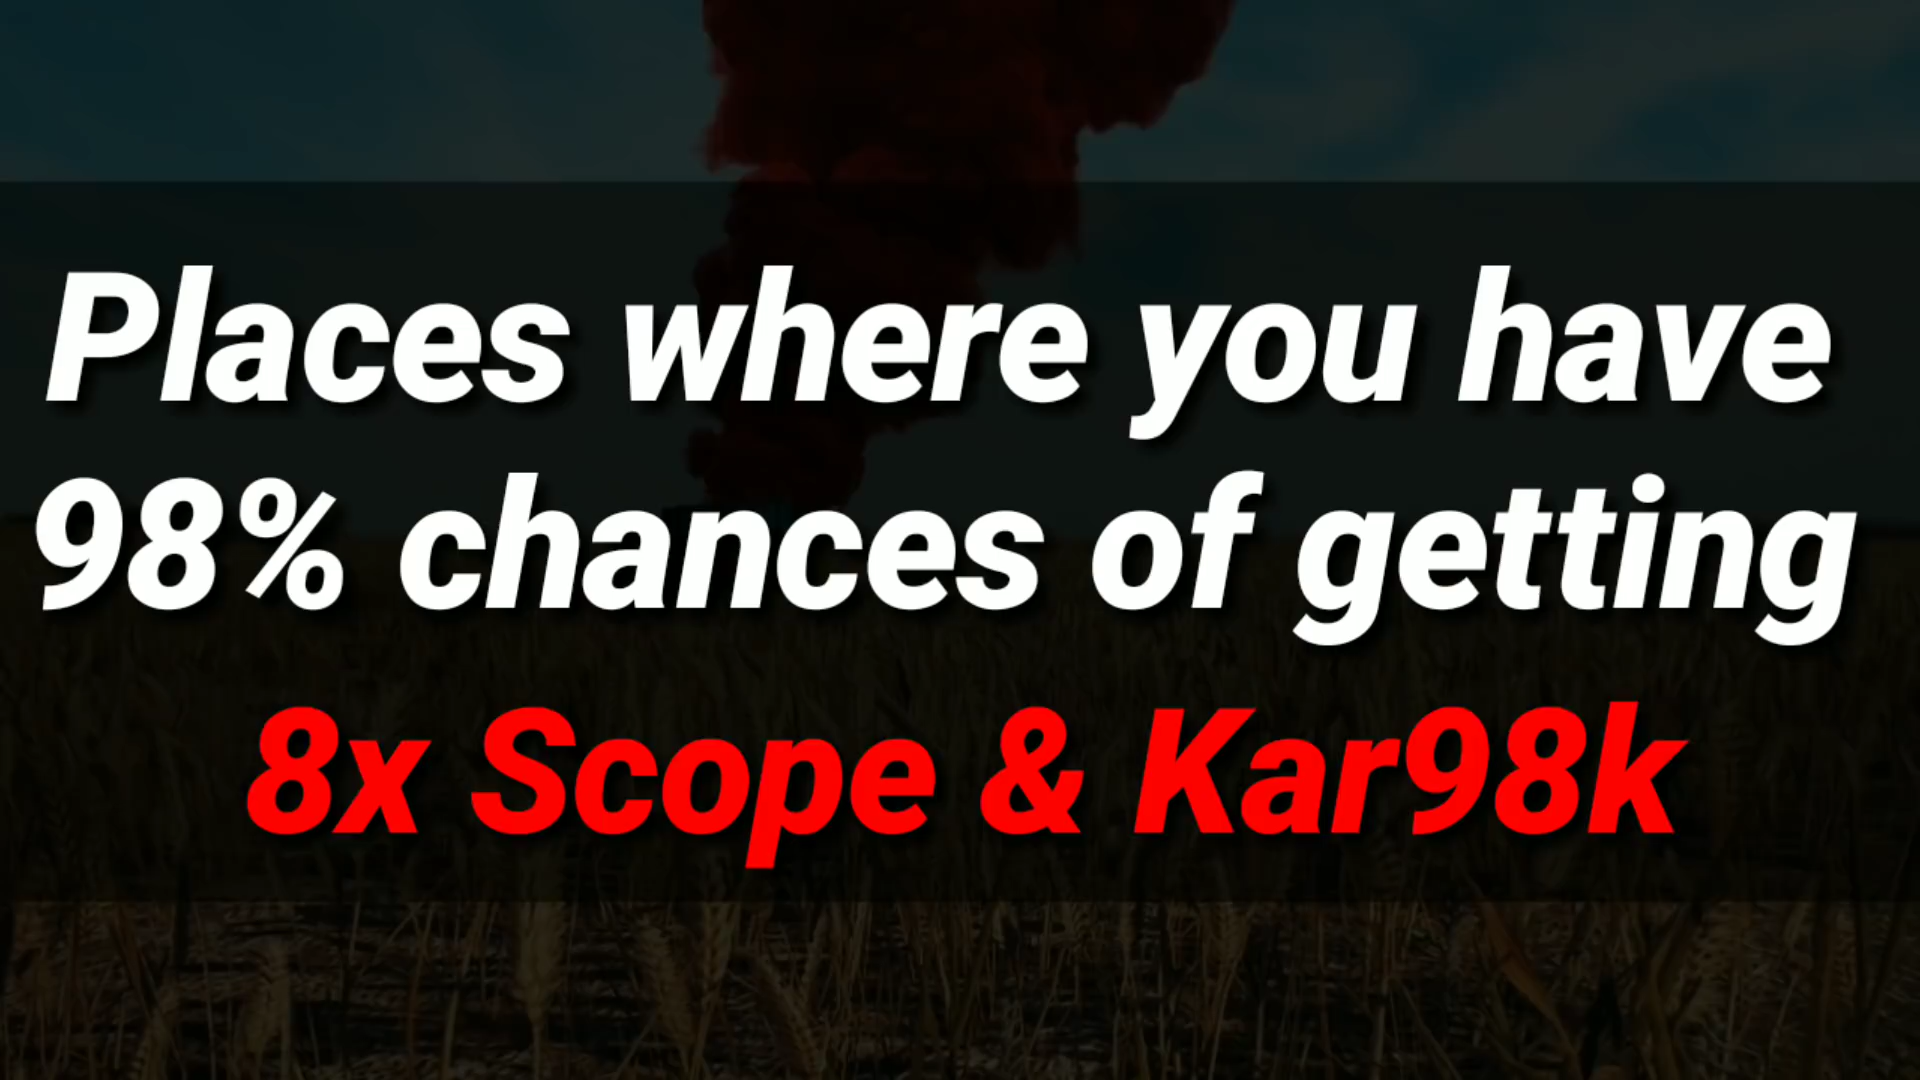 Places where you have
98% chances of getting
8x Scope & Kar98k